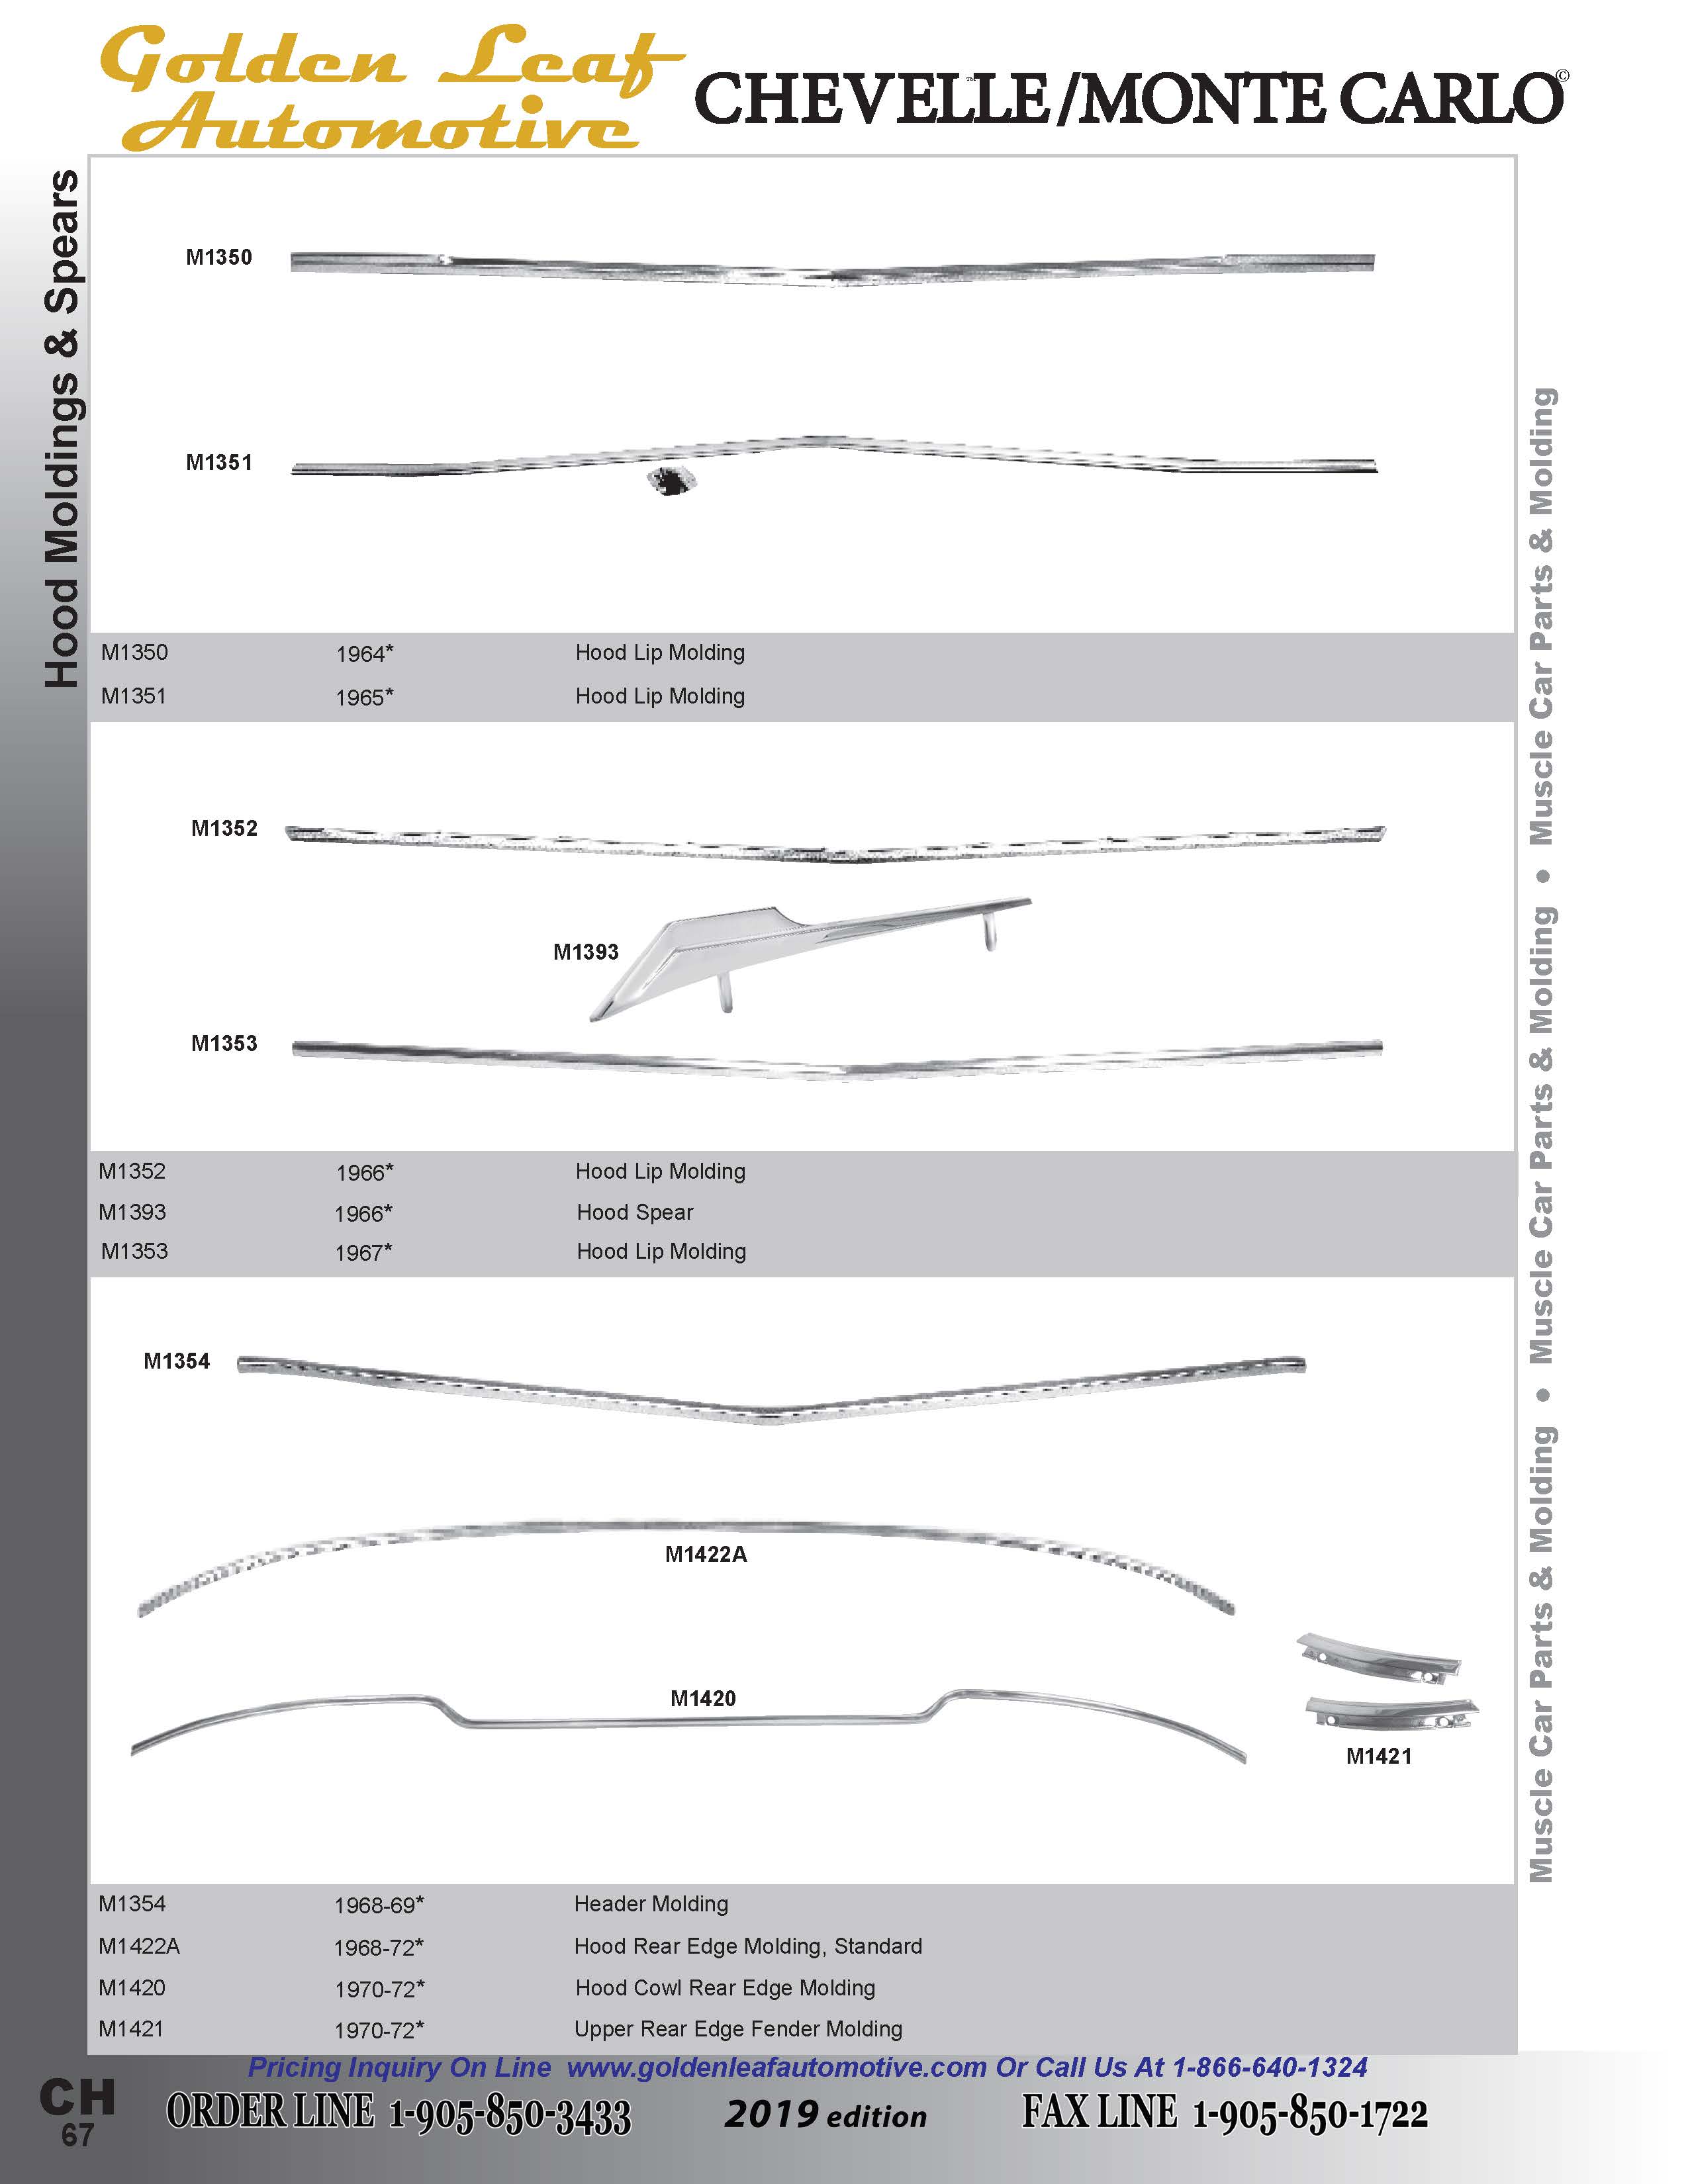 Golden Leaf
Automotive
CHEVELLE/MONTE CARLO©
Hood Moldings & Spears
M1350
M1351
M1350 1964* Hood Lip Molding
M1351 1965* Hood Lip Molding
M1352
M1393
M1353
M1352 1966* Hood Lip Molding
M1393 1966* Hood Spear
M1353 1967* Hood Lip Molding
M1354
M1422A
M1420
M1421
M1354 1968-69* Header Molding
M1422A 1968-72* Hood Rear Edge Molding, Standard
M1420 1970-72* Hood Cowl Rear Edge Molding
M1421 1970-72* Upper Rear Edge Fender Molding
Muscle Car Parts & Molding • Muscle Car Parts & Molding • Muscle Car Parts & Molding
Pricing Inquiry On Line www.goldenleafautomotive.com Or Call Us At 1-866-640-1324
CH
67
ORDER LINE 1-905-850-3433
2019 edition
FAX LINE 1-905-850-1722